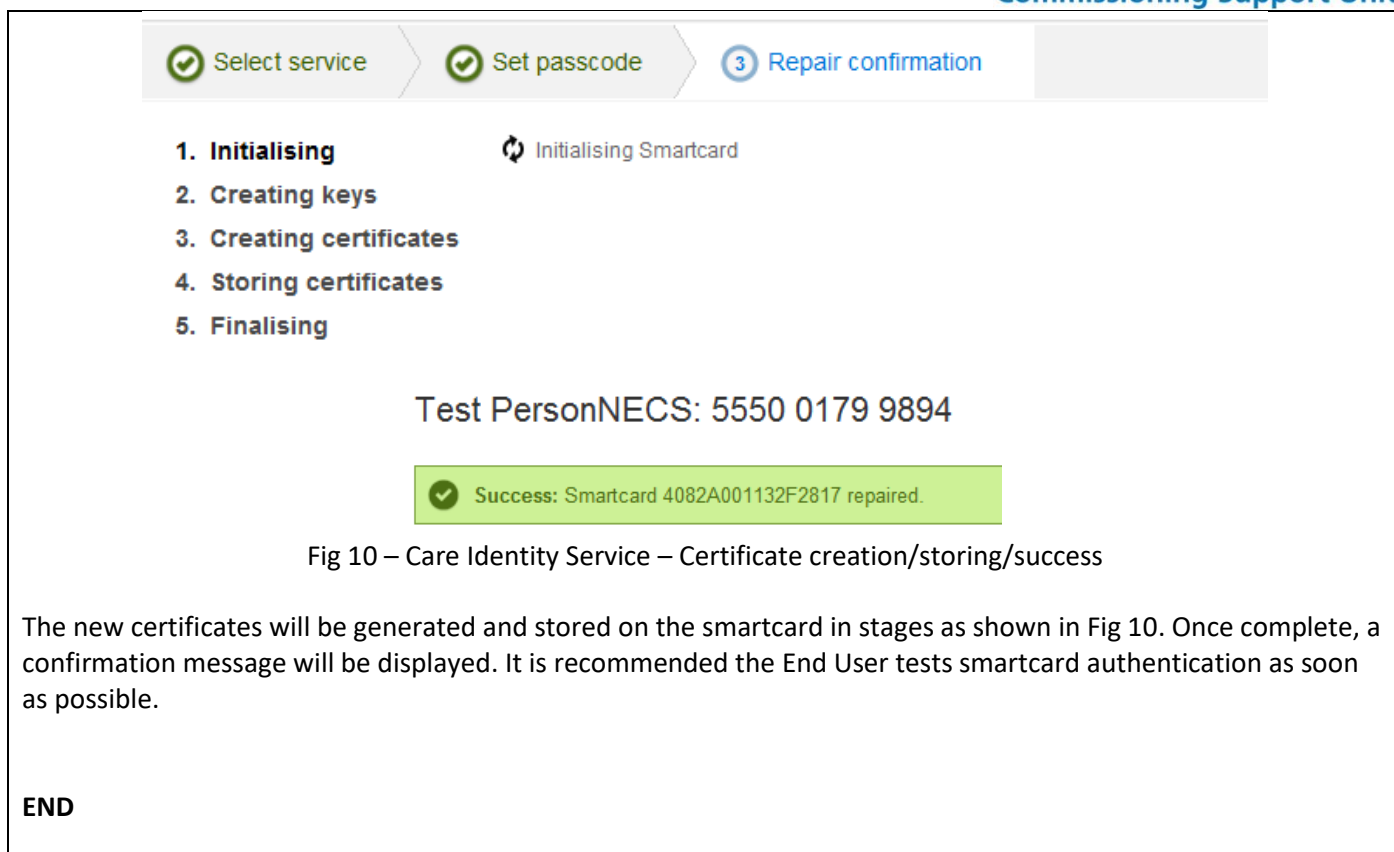 Select service
Set passcode
3 Repair confirmation
1. Initialising
Initialising Smartcard
2. Creating keys
3. Creating certificates
4. Storing certificates
5. Finalising
Test PersonNECS: 5550 0179 9894
Success: Smartcard 4082A001132F2817 repaired.
Fig 10 – Care Identity Service – Certificate creation/storing/success
The new certificates will be generated and stored on the smartcard in stages as shown in Fig 10. Once complete, a
confirmation message will be displayed. It is recommended the End User tests smartcard authentication as soon
as possible.
END